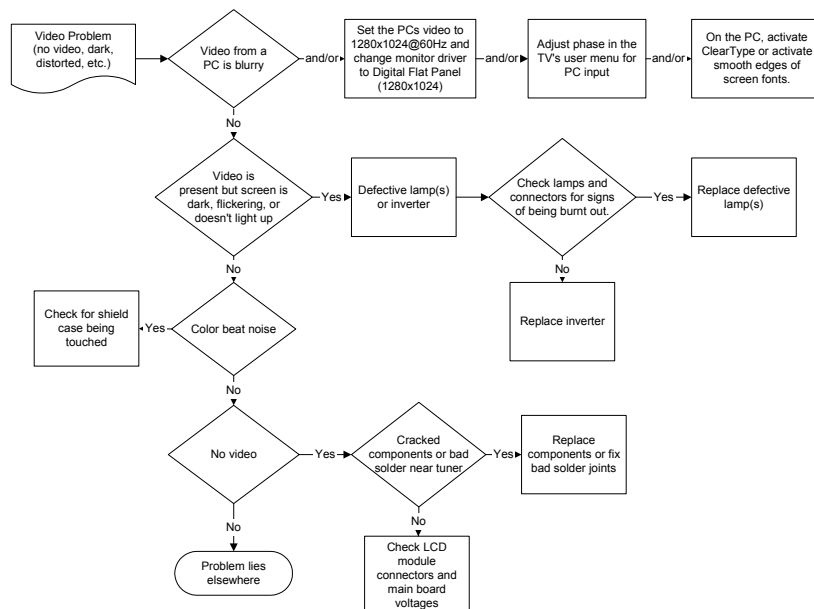 Video Problem
(no video, dark,
distorted, etc.)
Video from a
PC is blurry
and/or
Set the PCs video to
1280x1024@60Hz and
change monitor driver
to Digital Flat Panel
(1280x1024)
and/or
Adjust phase in the
TV's user menu for
PC input
and/or
On the PC, activate
ClearType or activate
smooth edges of
screen fonts.
No
Video is
present but screen is
dark, flickering, or
doesn't light up
Yes
Defective lamp(s)
or inverter
Check lamps and
connectors for signs
of being burnt out.
Yes
Replace defective
lamp(s)
No
Replace inverter
No
Color beat noise
Yes
Check for shield
case being
touched
No
No video
Yes
Cracked
components or bad
solder near tuner
Yes
Replace
components or fix
bad solder joints
No
Check LCD
module
connectors and
main board
voltages
No
Problem lies
elsewhere